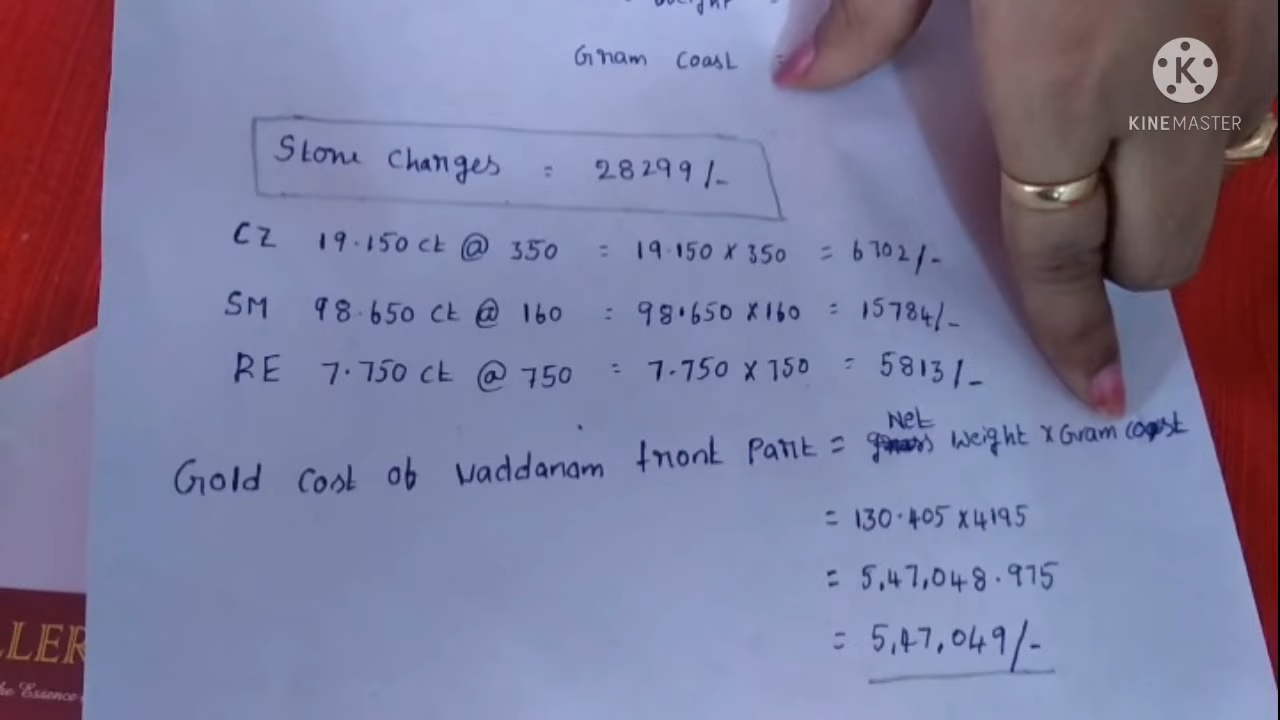 Gram coast =
KINEMASTER
Stone Charges = 28299/-
CZ 19.150 ct @ 350 = 19.150 x 350 = 6702/-
SM 98.650 ct @ 160 = 98.650 x 160 = 15784/-
RE 7.750 ct @ 750 = 7.750 x 750 = 5813/-
Gold cost of vaddanam front part = Net weight x Gram coast
= 130.405 x 4195
= 5,47,048.975
= 5,47,049/-
LLER
he Essence